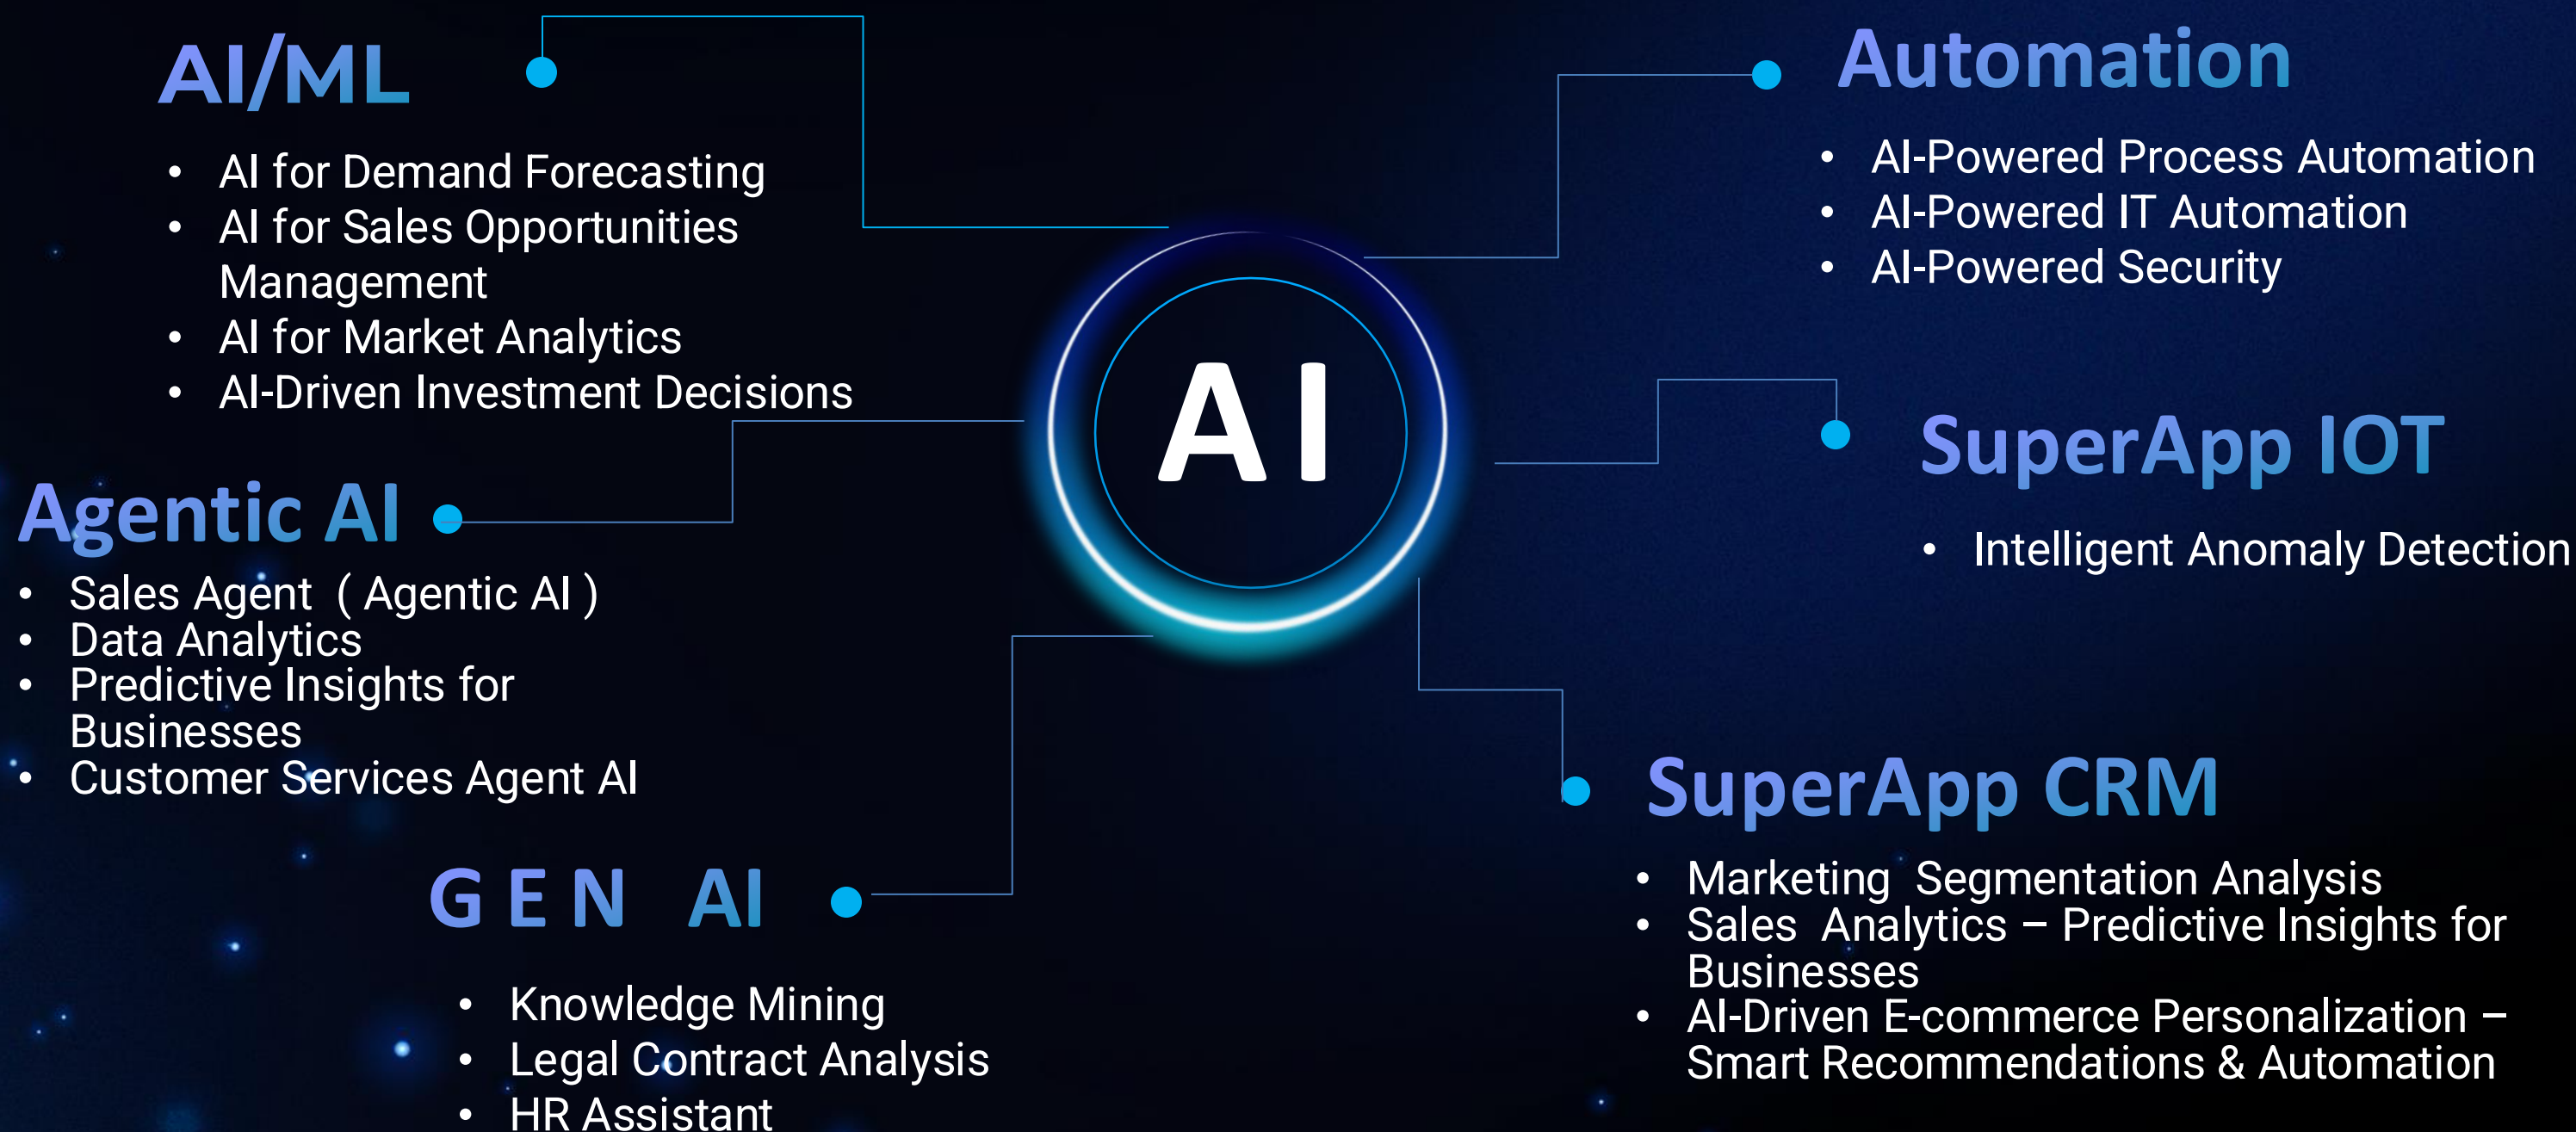 AI/ML
• AI for Demand Forecasting
• AI for Sales Opportunities
Management
• AI for Market Analytics
• AI-Driven Investment Decisions
Agentic AI
• Sales Agent ( Agentic AI )
• Data Analytics
• Predictive Insights for
Businesses
• Customer Services Agent AI
GEN AI
• Knowledge Mining
• Legal Contract Analysis
• HR Assistant
AI
Automation
• AI-Powered Process Automation
• AI-Powered IT Automation
• AI-Powered Security
SuperApp IOT
• Intelligent Anomaly Detection
SuperApp CRM
• Marketing Segmentation Analysis
• Sales Analytics – Predictive Insights for
Businesses
• AI-Driven E-commerce Personalization –
Smart Recommendations & Automation